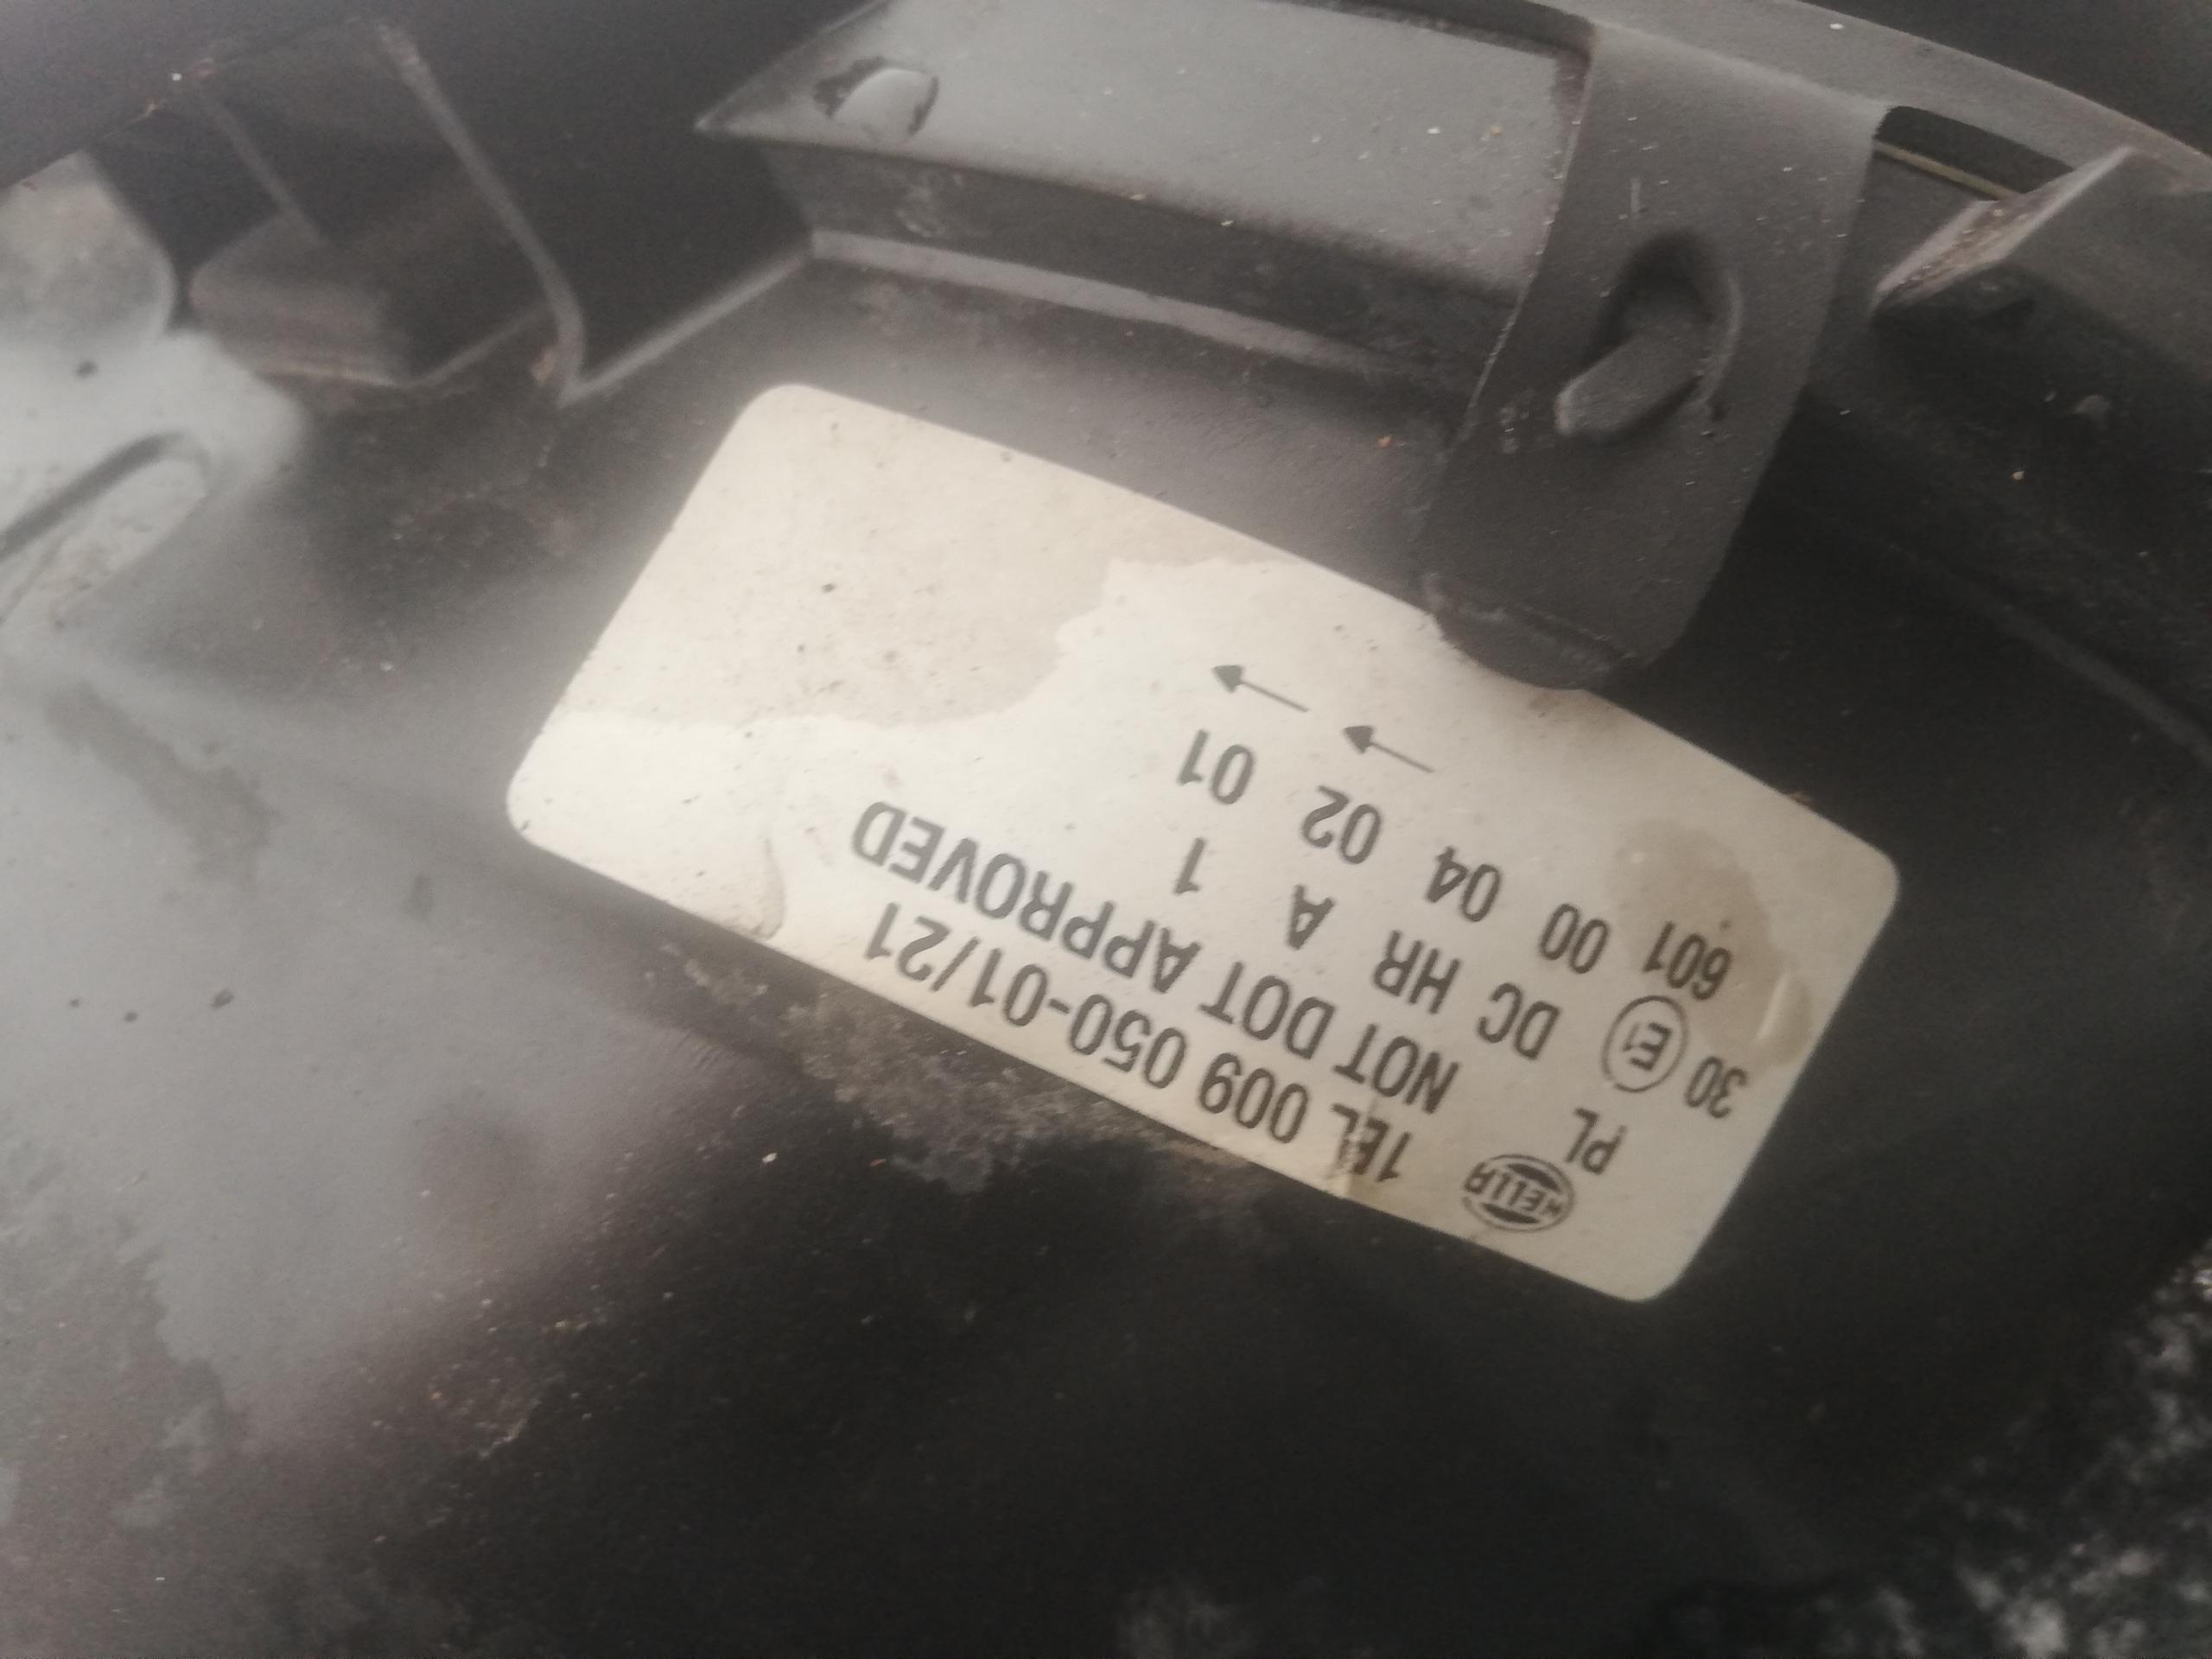 HELLA
1EL 009 050-01/21
PL
NOT DOT APPROVED
30 E1 DC HR A 1
601 00 04 02 01